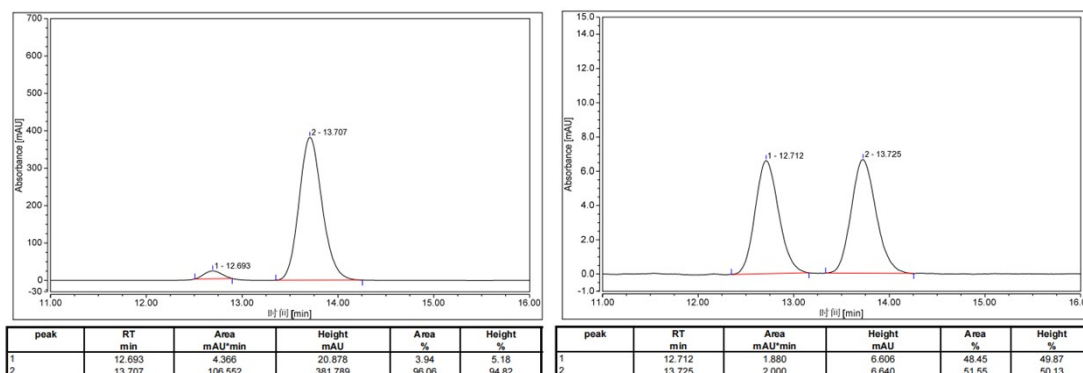 700
600
500
400
300
200
100
0
-30
Absorbance [mAU]
1 - 12.693
2 - 13.707
11.00 12.00 13.00 14.00 15.00 16.00
时间 [min]
peak RT Area Height Area Height
min mAU*min mAU % %
1 12.693 4.366 20.878 3.94 5.18
2 13.707 106.552 381.789 96.06 94.82
15.0
14.0
12.0
10.0
8.0
6.0
4.0
2.0
0.0
-1.0
Absorbance [mAU]
1 - 12.712
2 - 13.725
11.00 12.00 13.00 14.00 15.00 16.0
时间 [min]
peak RT Area Height Area Height
min mAU*min mAU % %
1 12.712 1.880 6.606 48.45 49.87
2 13.725 2.000 6.640 51.55 50.13